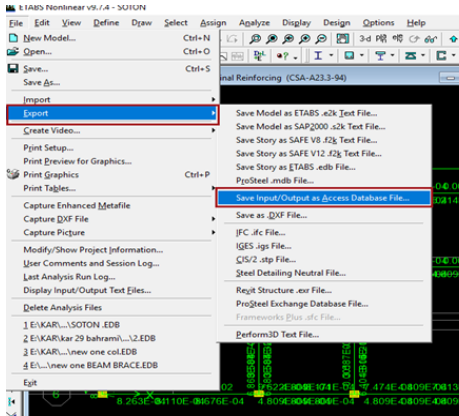 ETABS Nonlinear v9.7.4 - SOTON
File Edit View Define Draw Select Assign Analyze Display Design Options Help
New Model... Ctrl+N
Open... Ctrl+O
Save... Ctrl+S
Save As...
Import
Export
Create Video...
Print Setup...
Print Preview for Graphics...
Print Graphics Ctrl+P
Print Tables...
Capture Enhanced Metafile
Capture DXF File
Capture Picture
Modify/Show Project Information...
User Comments and Session Log...
Last Analysis Run Log...
Display Input/Output Text Files...
Delete Analysis Files
1 E:\KAR\...\SOTON .EDB
2 E:\KAR\kar 29 bahrami\...\2.EDB
3 E:\KAR\...\new one col.EDB
4 E:\...\new one BEAM BRACE.EDB
Exit
3-d
inal Reinforcing (CSA-A23.3-94)
Save Model as ETABS .e2k Text File...
Save Model as SAP2000 .s2k Text File...
Save Story as SAFE V8 .f2k Text File...
Save Story as SAFE V12 .f2k Text File...
Save Story as ETABS .edb File...
ProSteel .mdb File...
Save Input/Output as Access Database File...
Save as .DXF File...
IFC .ifc File...
IGES .igs File...
CIS/2 .stp File...
Steel Detailing Neutral File...
Revit Structure .exr File...
ProSteel Exchange Database File...
Frameworks Plus .sfc File...
Perform3D Text File...